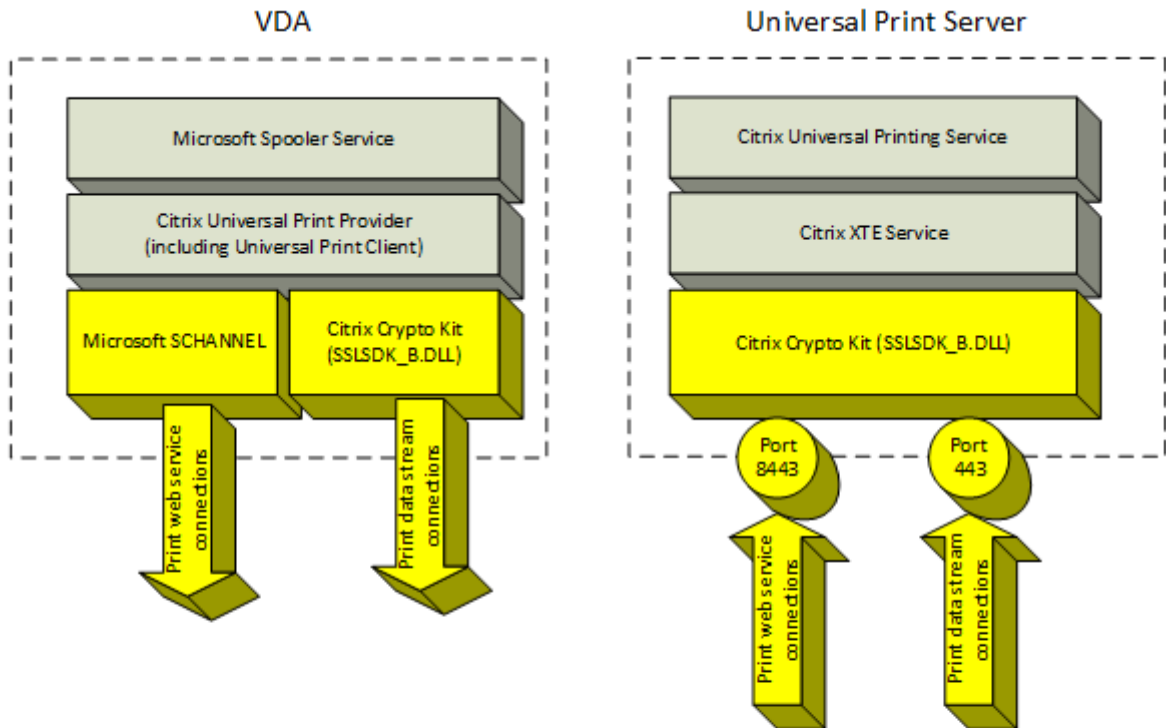 VDA
Microsoft Spooler Service
Citrix Universal Print Provider
(including Universal Print Client)
Microsoft SCHANNEL
Citrix Crypto Kit
(SSLSDK_B.DLL)
Print web service
connections
Print data stream
connections
Universal Print Server
Citrix Universal Printing Service
Citrix XTE Service
Citrix Crypto Kit (SSLSDK_B.DLL)
Port
8443
Port
443
Print web service
connections
Print data stream
connections